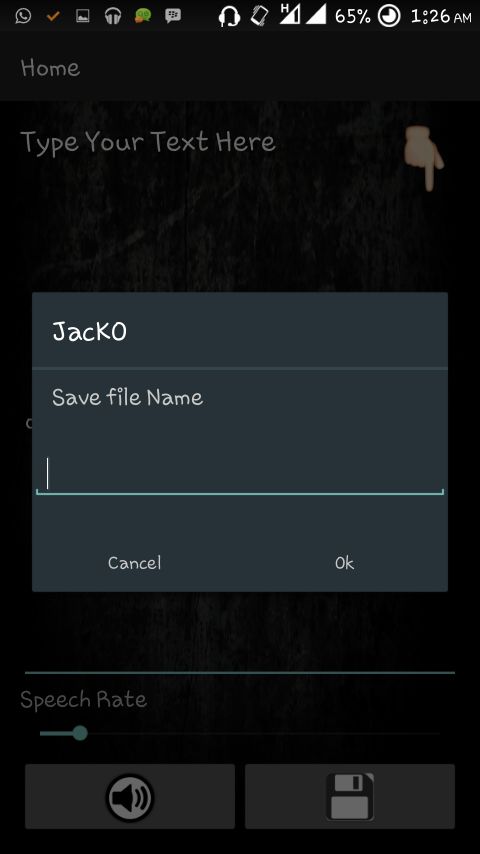 65% 1:26 AM
H
Home
Type Your Text Here
JacKO
Save file Name
Cancel Ok
Speech Rate